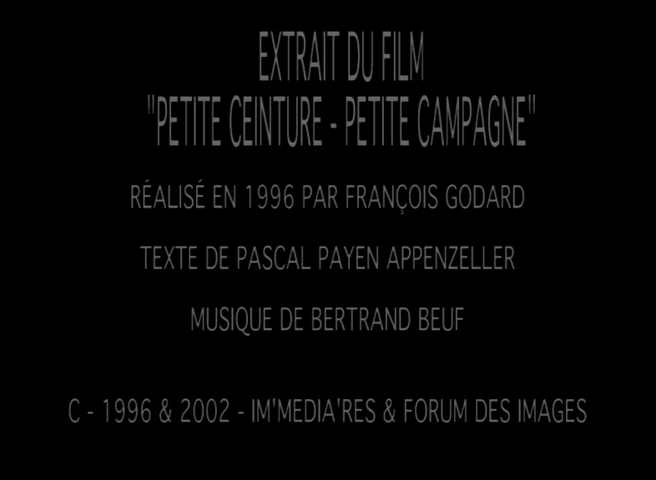 EXTRAIT DU FILM
"PETITE CEINTURE - PETITE CAMPAGNE"
RÉALISÉ EN 1996 PAR FRANÇOIS GODARD
TEXTE DE PASCAL PAYEN APPENZELLER
MUSIQUE DE BERTRAND BEUF
C - 1996 & 2002 - IM'MEDIA'RES & FORUM DES IMAGES